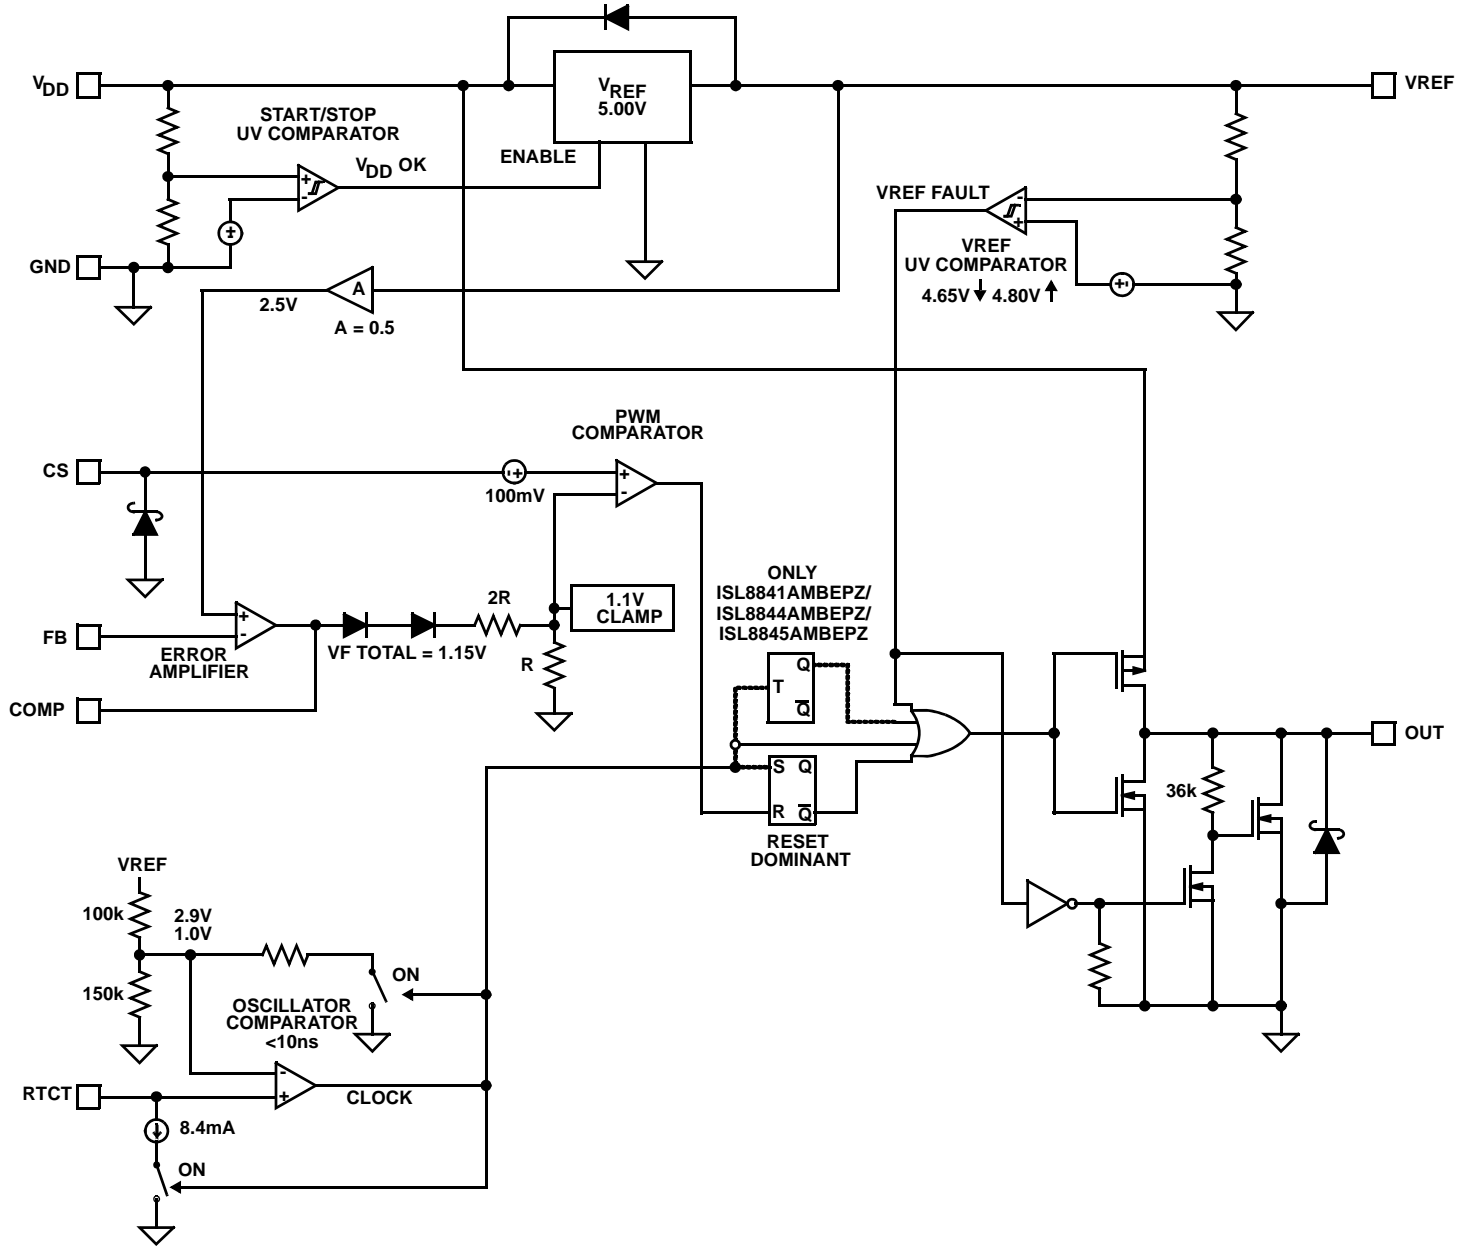 VDD
START/STOP
UV COMPARATOR
VDD OK
VREF
5.00V
ENABLE
VREF
GND
VREF FAULT
-
+
VREF
UV COMPARATOR
4.65V 4.80V
+
-
A
2.5V
A = 0.5
PWM
COMPARATOR
CS
100mV
+
-
ONLY
ISL8841AMBEPZ/
ISL8844AMBEPZ/
ISL8845AMBEPZ
2R
1.1V
CLAMP
FB
+
-
ERROR
AMPLIFIER
VF TOTAL = 1.15V
R
COMP
Q
T
Q
OUT
S Q
R Q
RESET
DOMINANT
36k
VREF
100k
2.9V
1.0V
150k
ON
OSCILLATOR
COMPARATOR
<10ns
-
+
RTCT
CLOCK
8.4mA
ON